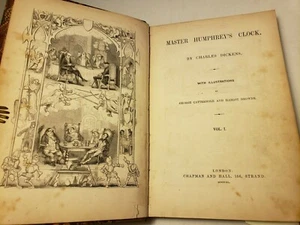 MASTER HUMPHREY'S CLOCK.
BY CHARLES DICKENS.
WITH ILLUSTRATIONS
BY
GEORGE CATTERMOLE AND HABLOT BROWNE.
VOL. I.
LONDON:
CHAPMAN AND HALL, 186, STRAND.